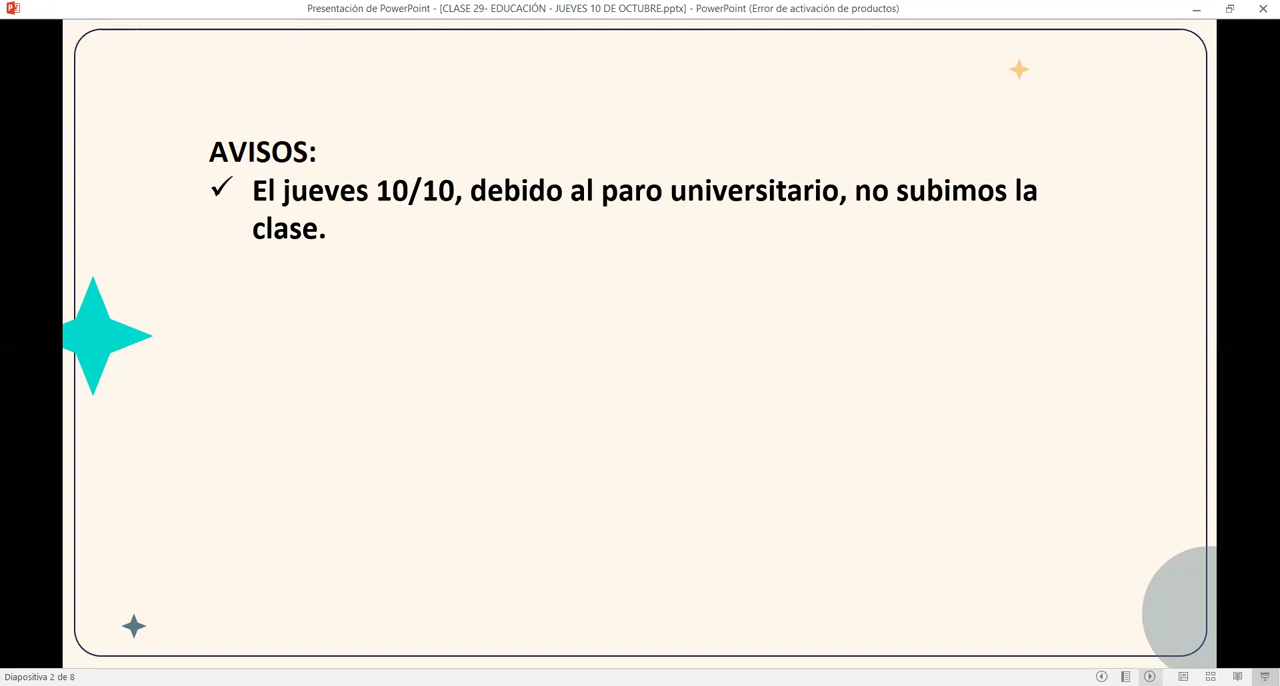 Presentación de PowerPoint - [CLASE 29- EDUCACIÓN - JUEVES 10 DE OCTUBRE.pptx] - PowerPoint (Error de activación de productos)
AVISOS:
✓ El jueves 10/10, debido al paro universitario, no subimos la
clase.
Diapositiva 2 de 8